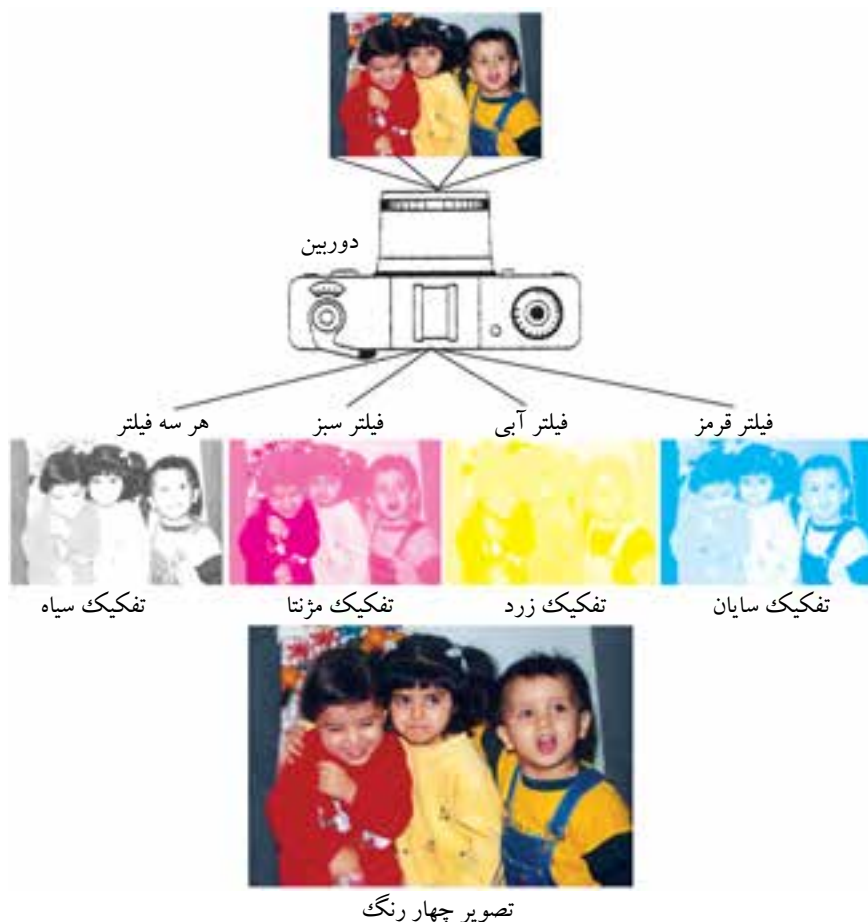 دوربین
فیلتر قرمز
فیلتر آبی
فیلتر سبز
هر سه فیلتر
تفکیک سایان
تفکیک زرد
تفکیک مژنتا
تفکیک سیاه
تصویر چهار رنگ